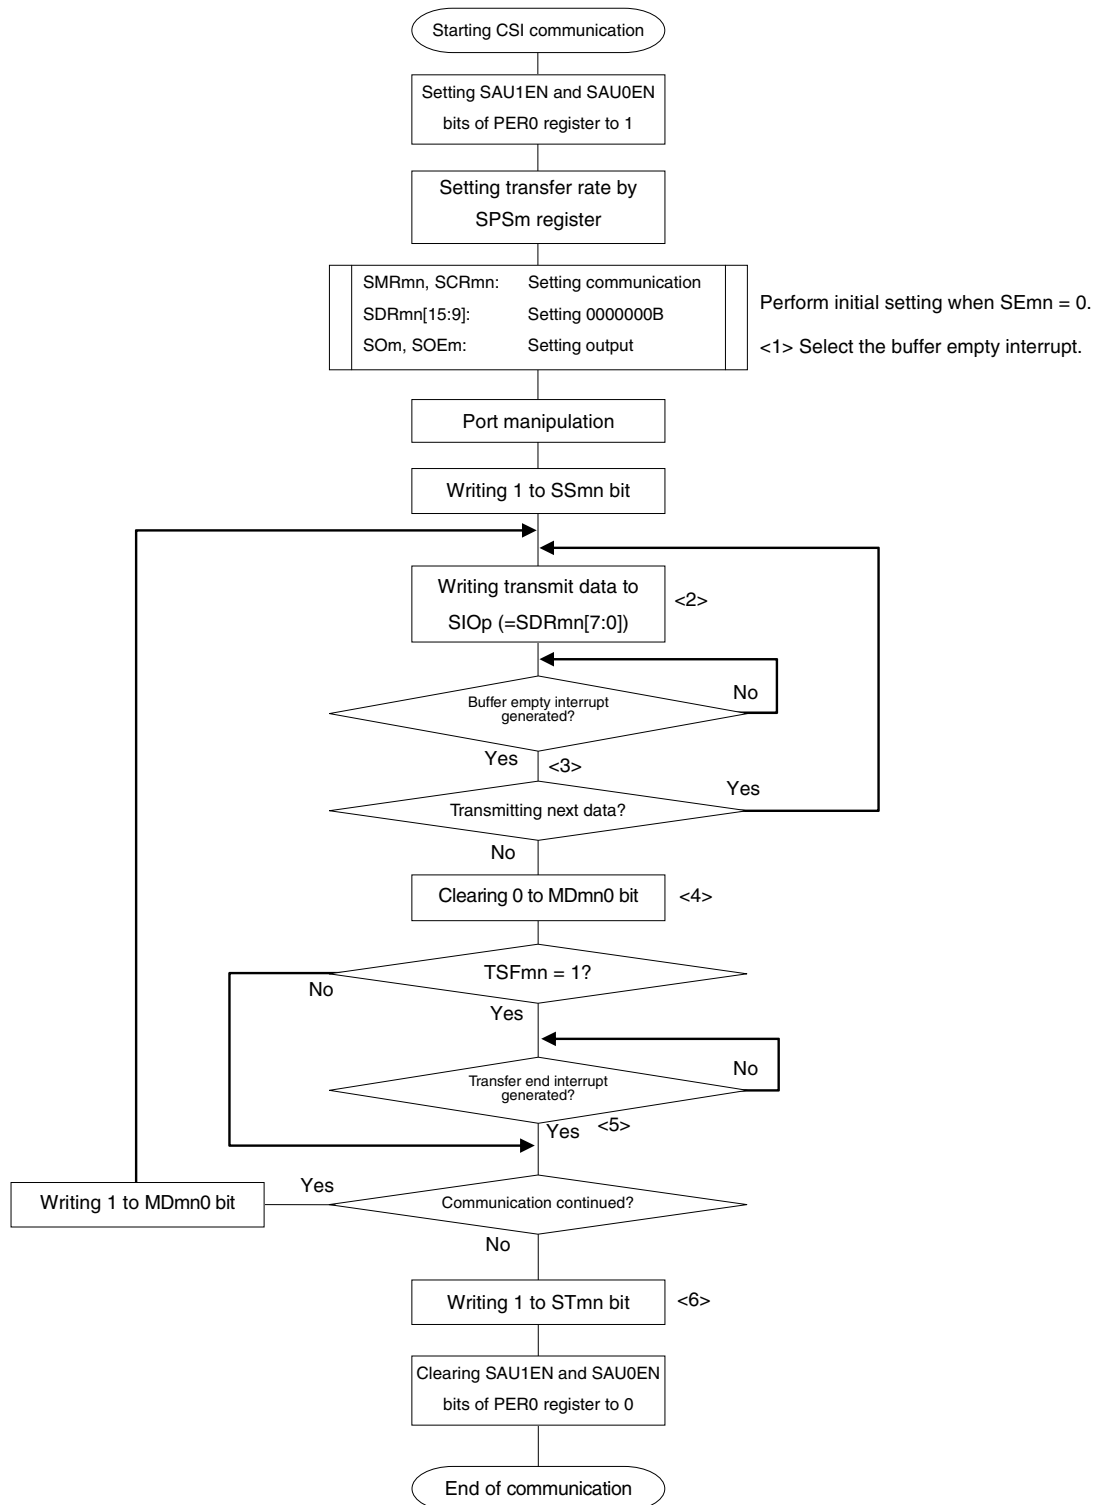 Starting CSI communication
Setting SAU1EN and SAU0EN
bits of PER0 register to 1
Setting transfer rate by
SPSm register
SMRmn, SCRmn: Setting communication
SDRmn[15:9]: Setting 0000000B
SOm, SOEm: Setting output
Perform initial setting when SEmn = 0.
<1> Select the buffer empty interrupt.
Port manipulation
Writing 1 to SSmn bit
Writing transmit data to
SIOp (=SDRmn[7:0])
<2>
Buffer empty interrupt
generated?
No
Yes
<3>
Transmitting next data?
Yes
No
Clearing 0 to MDmn0 bit
<4>
TSFmn = 1?
No
Yes
Transfer end interrupt
generated?
No
Yes
<5>
Communication continued?
Yes
Writing 1 to MDmn0 bit
No
Writing 1 to STmn bit
<6>
Clearing SAU1EN and SAU0EN
bits of PER0 register to 0
End of communication